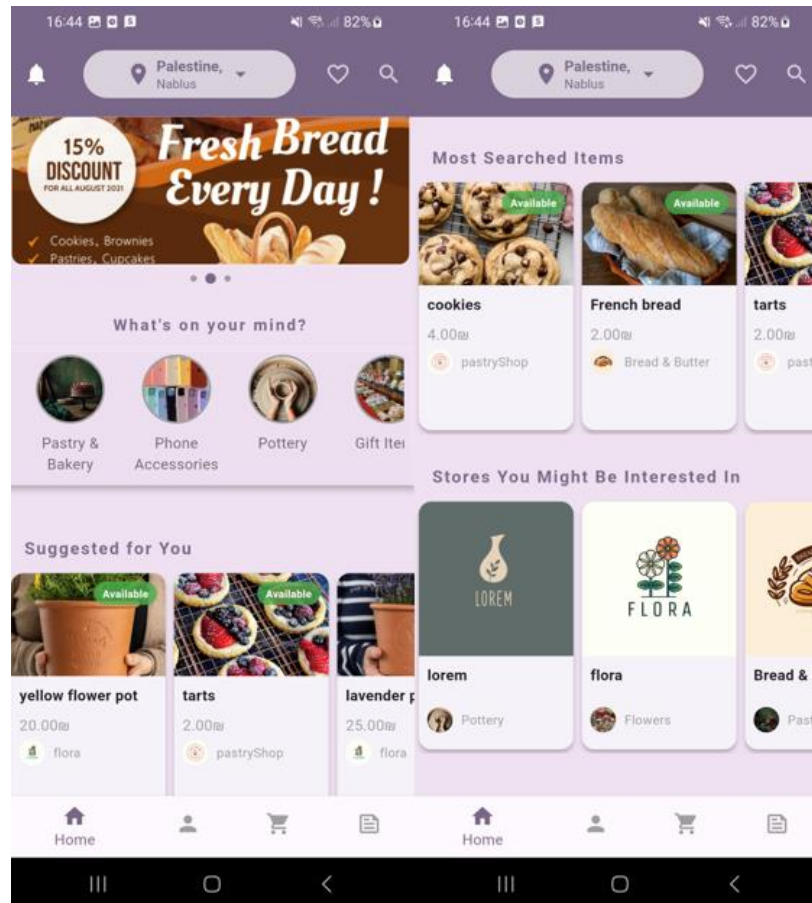 16:44
82%
Palestine,
Nablus
15%
DISCOUNT
FOR ALL AUGUST 2021
Fresh Bread
Every Day !
Cookies, Brownies
Pastries, Cupcakes
What's on your mind?
Pastry &
Bakery
Phone
Accessories
Pottery
Gift Iter
Suggested for You
Available
Available
yellow flower pot
tarts
lavender p
20.00₪
2.00₪
25.00₪
flora
pastryShop
flora
Home
16:44
82%
Palestine,
Nablus
Most Searched Items
Available
Available
cookies
French bread
tarts
4.00₪
2.00₪
2.00₪
pastryShop
Bread & Butter
past
Stores You Might Be Interested In
LOREM
FLORA
lorem
flora
Bread &
Pottery
Flowers
Past
Home